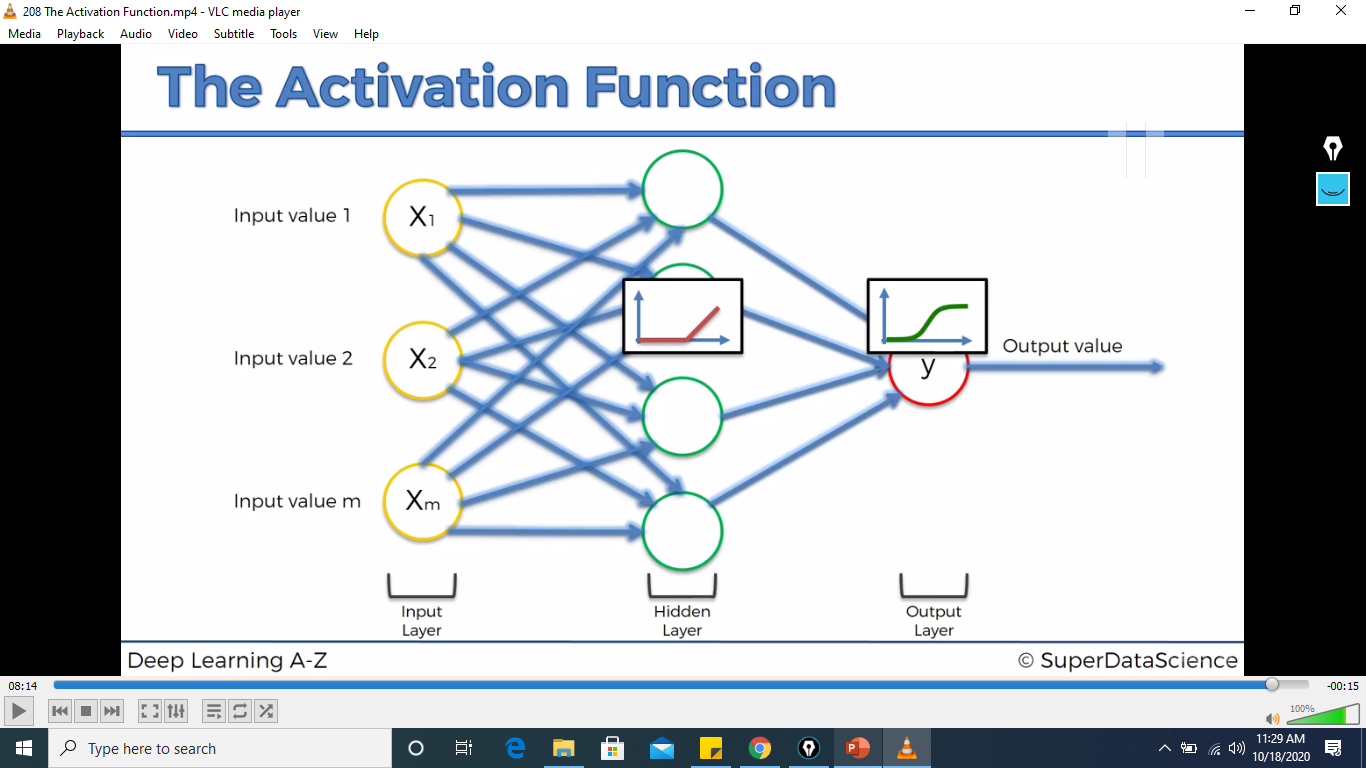 208 The Activation Function.mp4 - VLC media player
Media Playback Audio Video Subtitle Tools View Help
The Activation Function
Input value 1
X1
Input value 2
X2
Input value m
Xm
y
Output value
Input
Layer
Hidden
Layer
Output
Layer
Deep Learning A-Z
© SuperDataScience
08:14
-00:15
100%
Type here to search
11:29 AM
10/18/2020